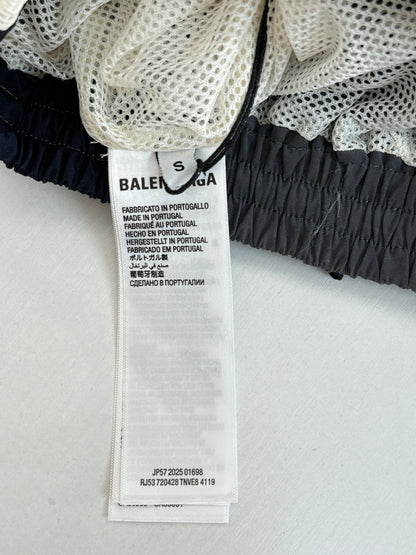 S
BALENCIAGA
FABBRICATO IN PORTOGALLO
MADE IN PORTUGAL
FABRIQUÉ AU PORTUGAL
HECHO EN PORTUGAL
HERGESTELLT IN PORTUGAL
FABRICADO EM PORTUGAL
ポルトガル製
صنع في البرتغال
葡萄牙制造
СДЕЛАНО В ПОРТУГАЛИИ
JP57 2025 01698
RJ53 720428 TNVE8 4119